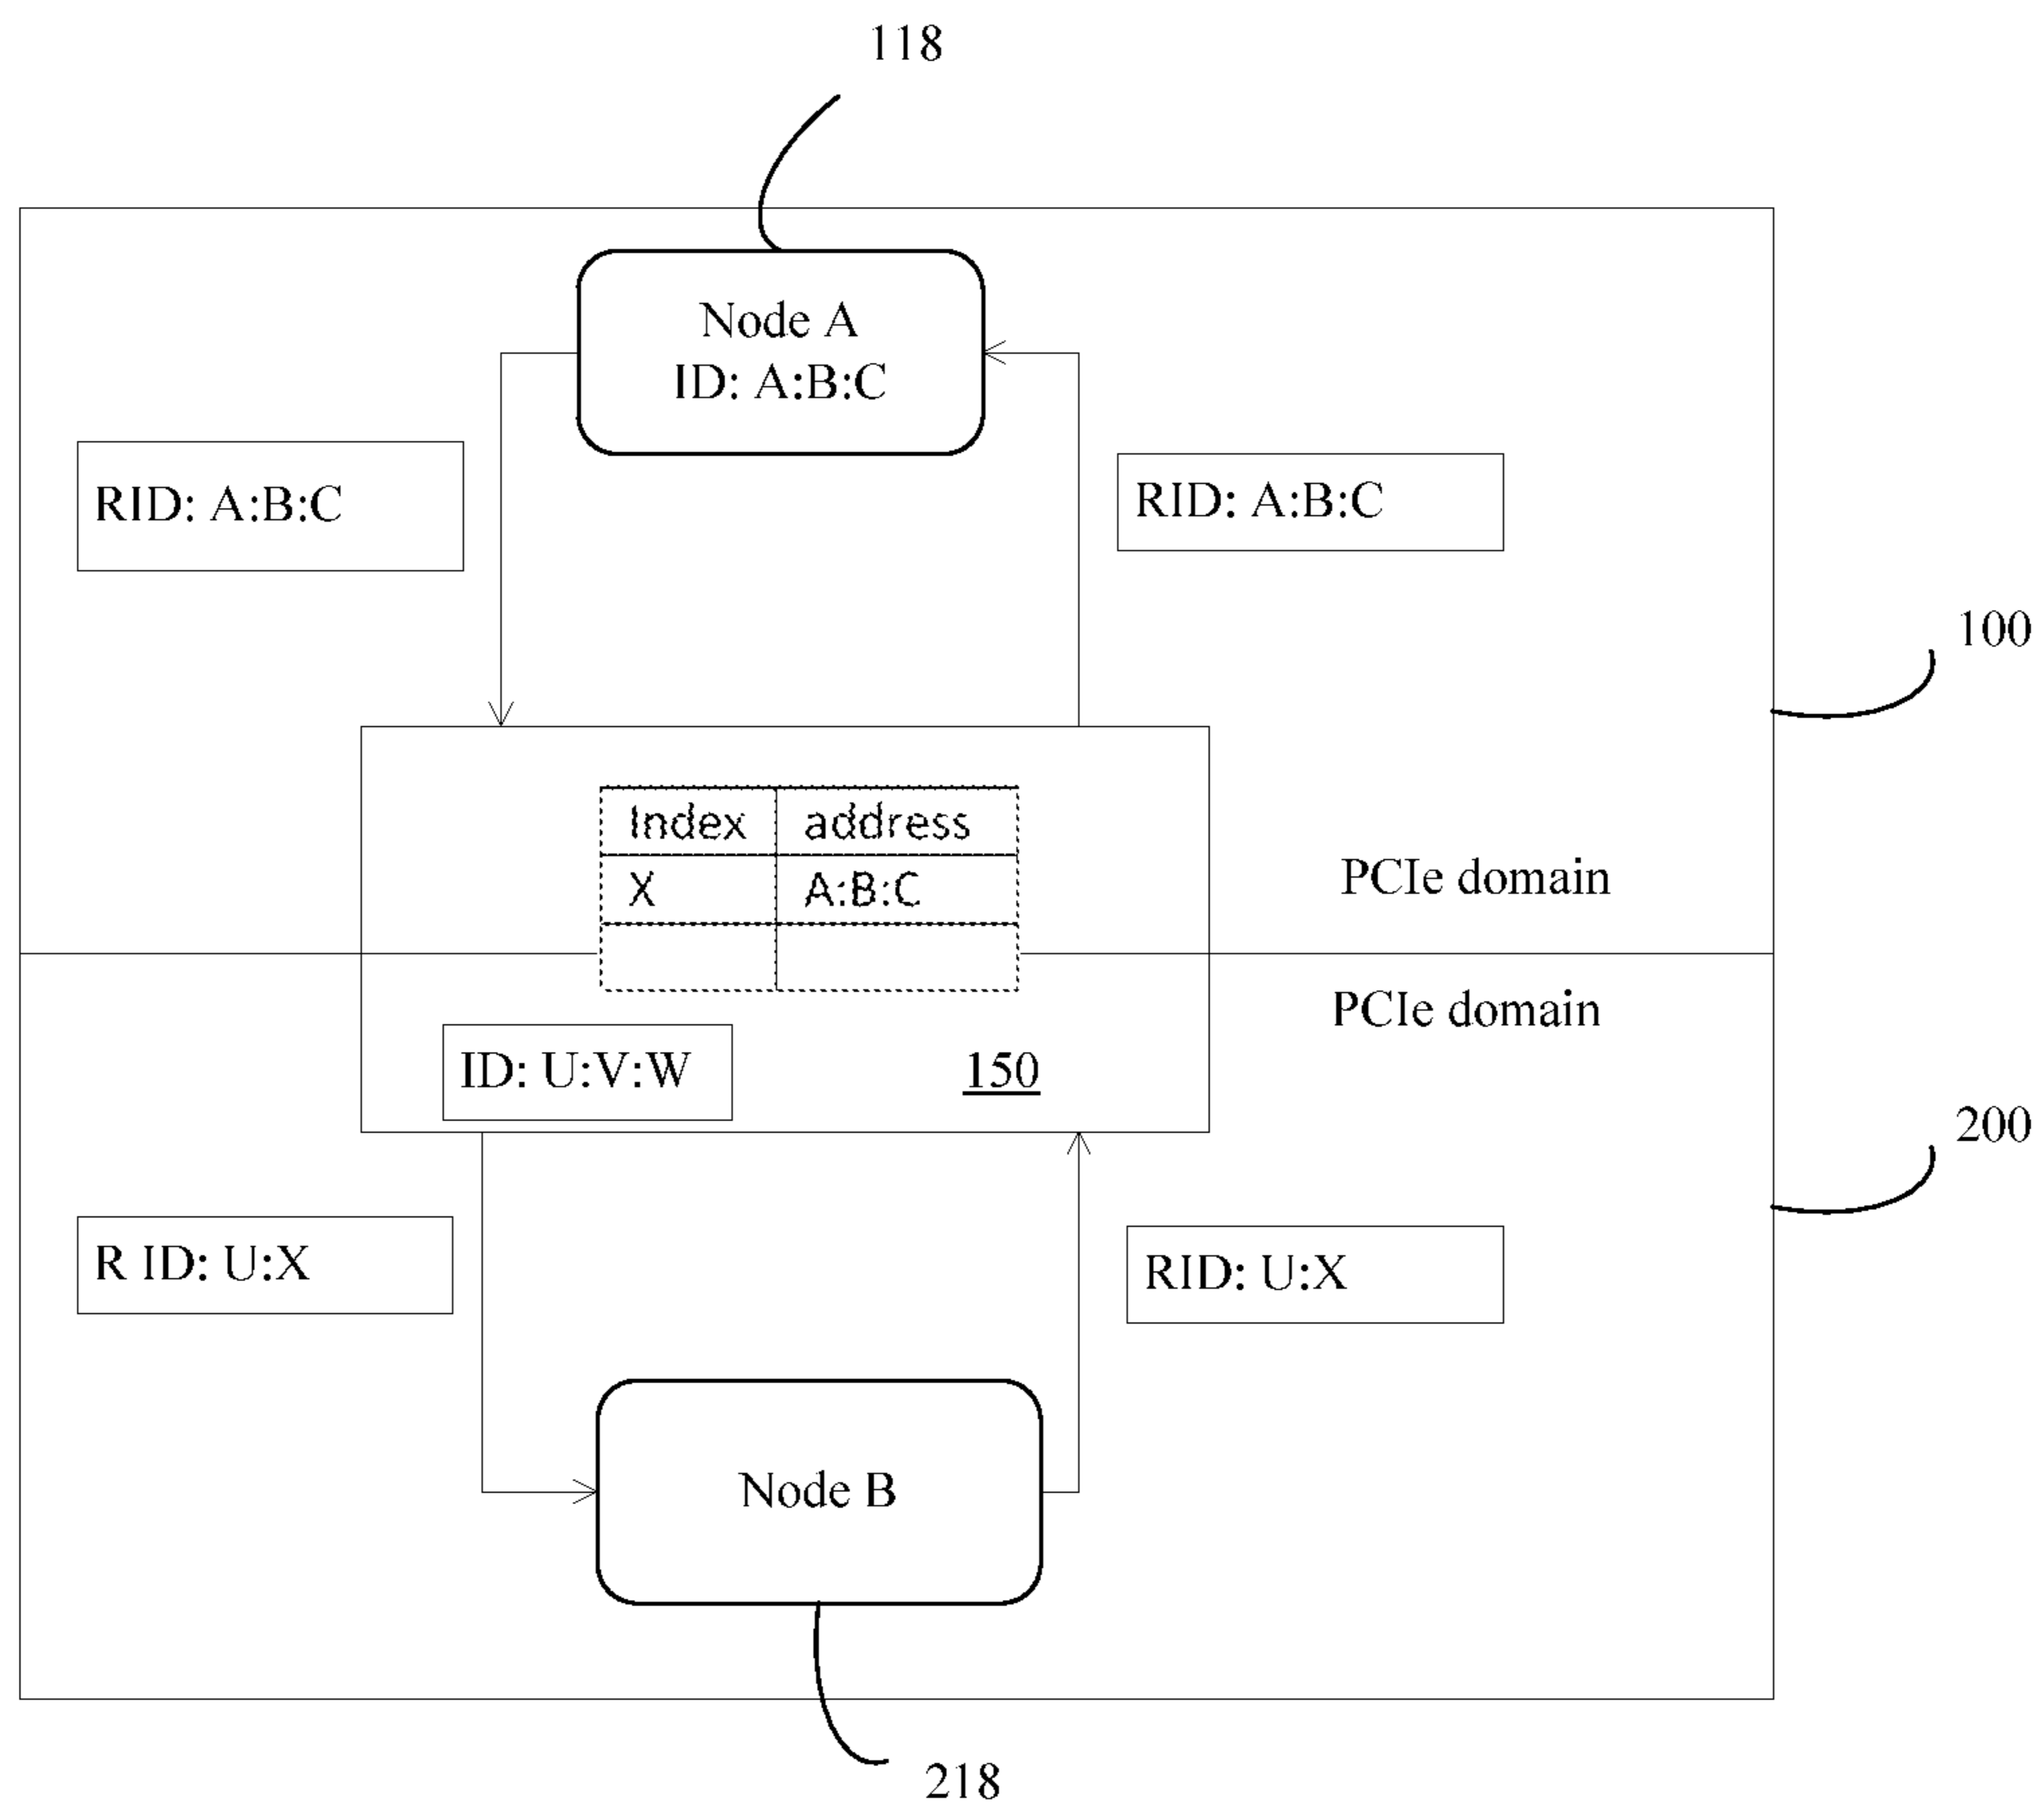 118
Node A
ID: A:B:C
RID: A:B:C
RID: A:B:C
100
Index address
X A:B:C
PCIe domain
PCIe domain
ID: U:V:W
150
200
R ID: U:X
RID: U:X
Node B
218